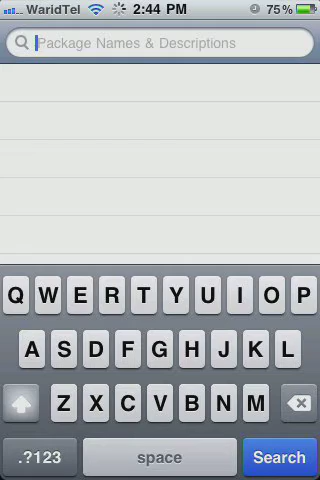 WaridTel 2:44 PM 75%
Package Names & Descriptions
Q W E R T Y U I O P
A S D F G H J K L
Z X C V B N M
.?123 space Search